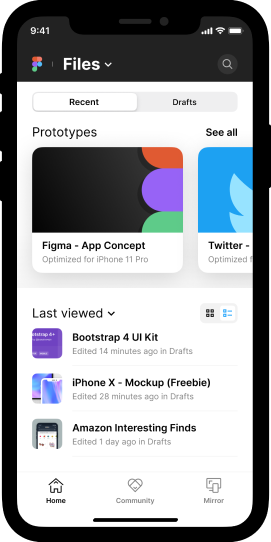 9:41
Files
Recent
Drafts
Prototypes
See all
Figma - App Concept
Optimized for iPhone 11 Pro
Twitter -
Optimized f
Last viewed
Bootstrap 4 UI Kit
Edited 14 minutes ago in Drafts
iPhone X - Mockup (Freebie)
Edited 28 minutes ago in Drafts
Amazon Interesting Finds
Edited 1 day ago in Drafts
Home
Community
Mirror